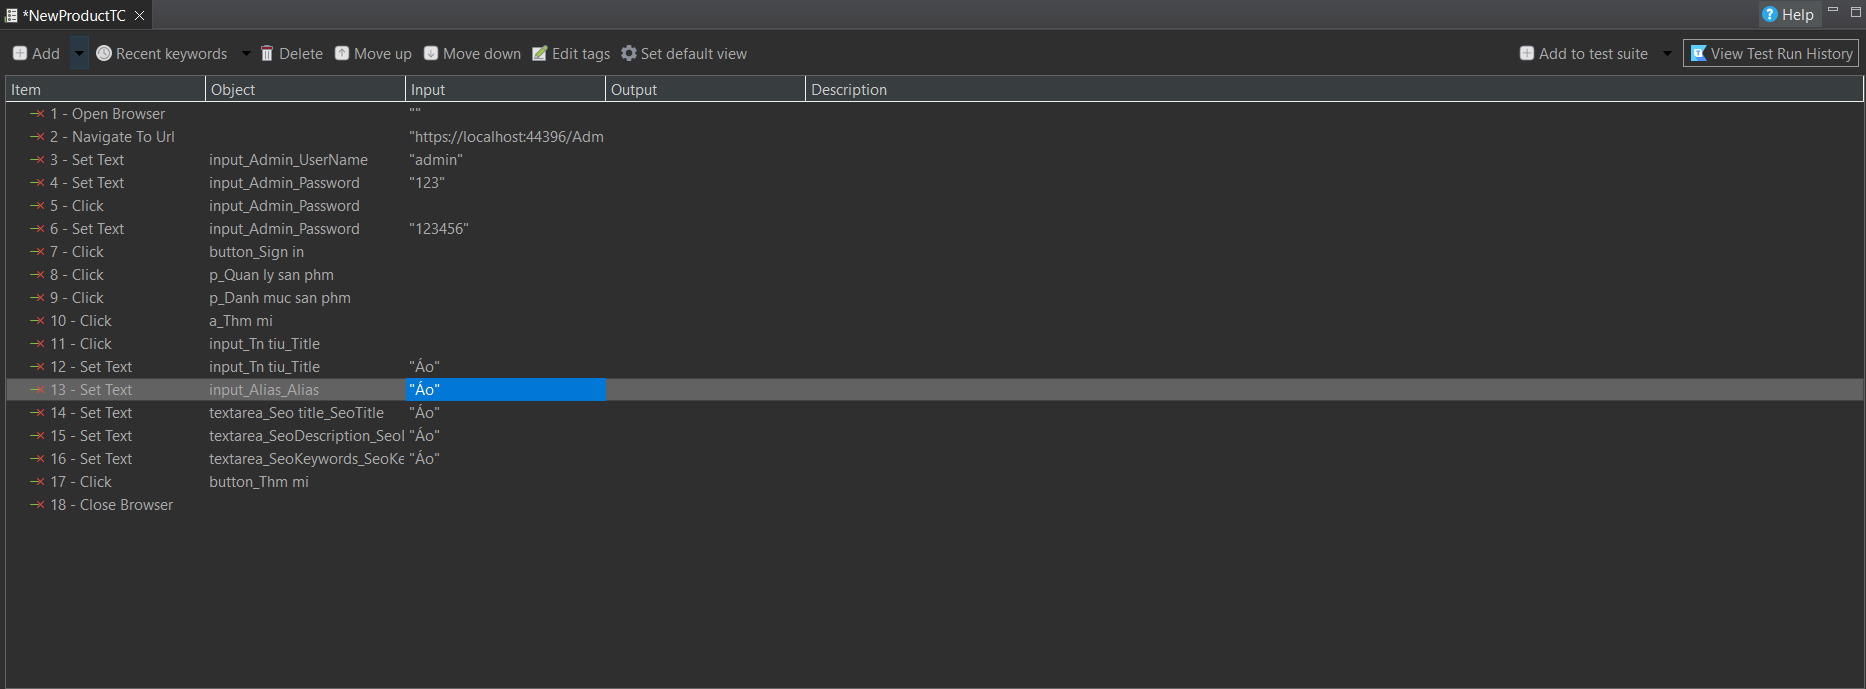 *NewProductTC
Help
Add Recent keywords Delete Move up Move down Edit tags Set default view Add to test suite View Test Run History
Item Object Input Output Description
1 - Open Browser ""
2 - Navigate To Url "https://localhost:44396/Adm
3 - Set Text input_Admin_UserName "admin"
4 - Set Text input_Admin_Password "123"
5 - Click input_Admin_Password
6 - Set Text input_Admin_Password "123456"
7 - Click button_Sign in
8 - Click p_Quan ly san phm
9 - Click p_Danh muc san phm
10 - Click a_Thm mi
11 - Click input_Tn tiu_Title
12 - Set Text input_Tn tiu_Title "Áo"
13 - Set Text input_Alias_Alias "Áo"
14 - Set Text textarea_Seo title_SeoTitle "Áo"
15 - Set Text textarea_SeoDescription_SeoI "Áo"
16 - Set Text textarea_SeoKeywords_SeoKe "Áo"
17 - Click button_Thm mi
18 - Close Browser